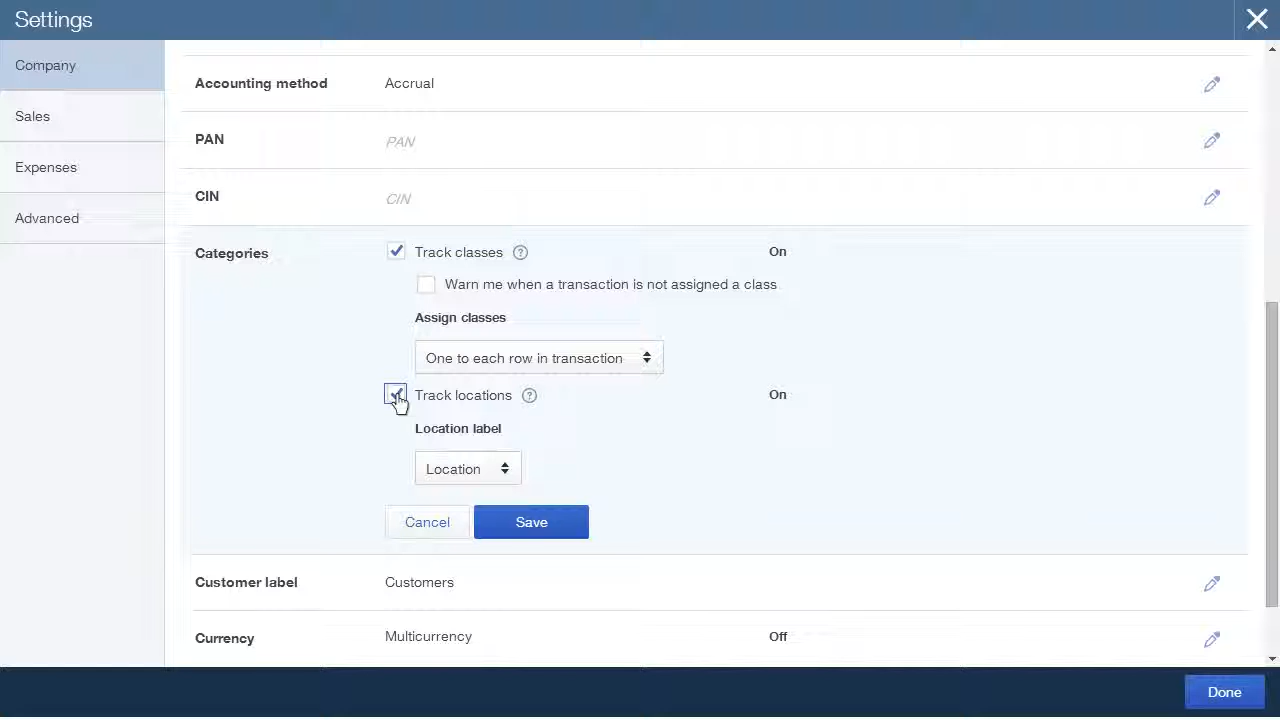 Settings
Company
Sales
Expenses
Advanced
Accounting method Accrual
PAN PAN
CIN CIN
Categories Track classes ? On
Warn me when a transaction is not assigned a class
Assign classes
One to each row in transaction
Track locations ? On
Location label
Location
Cancel Save
Customer label Customers
Currency Multicurrency Off
Done